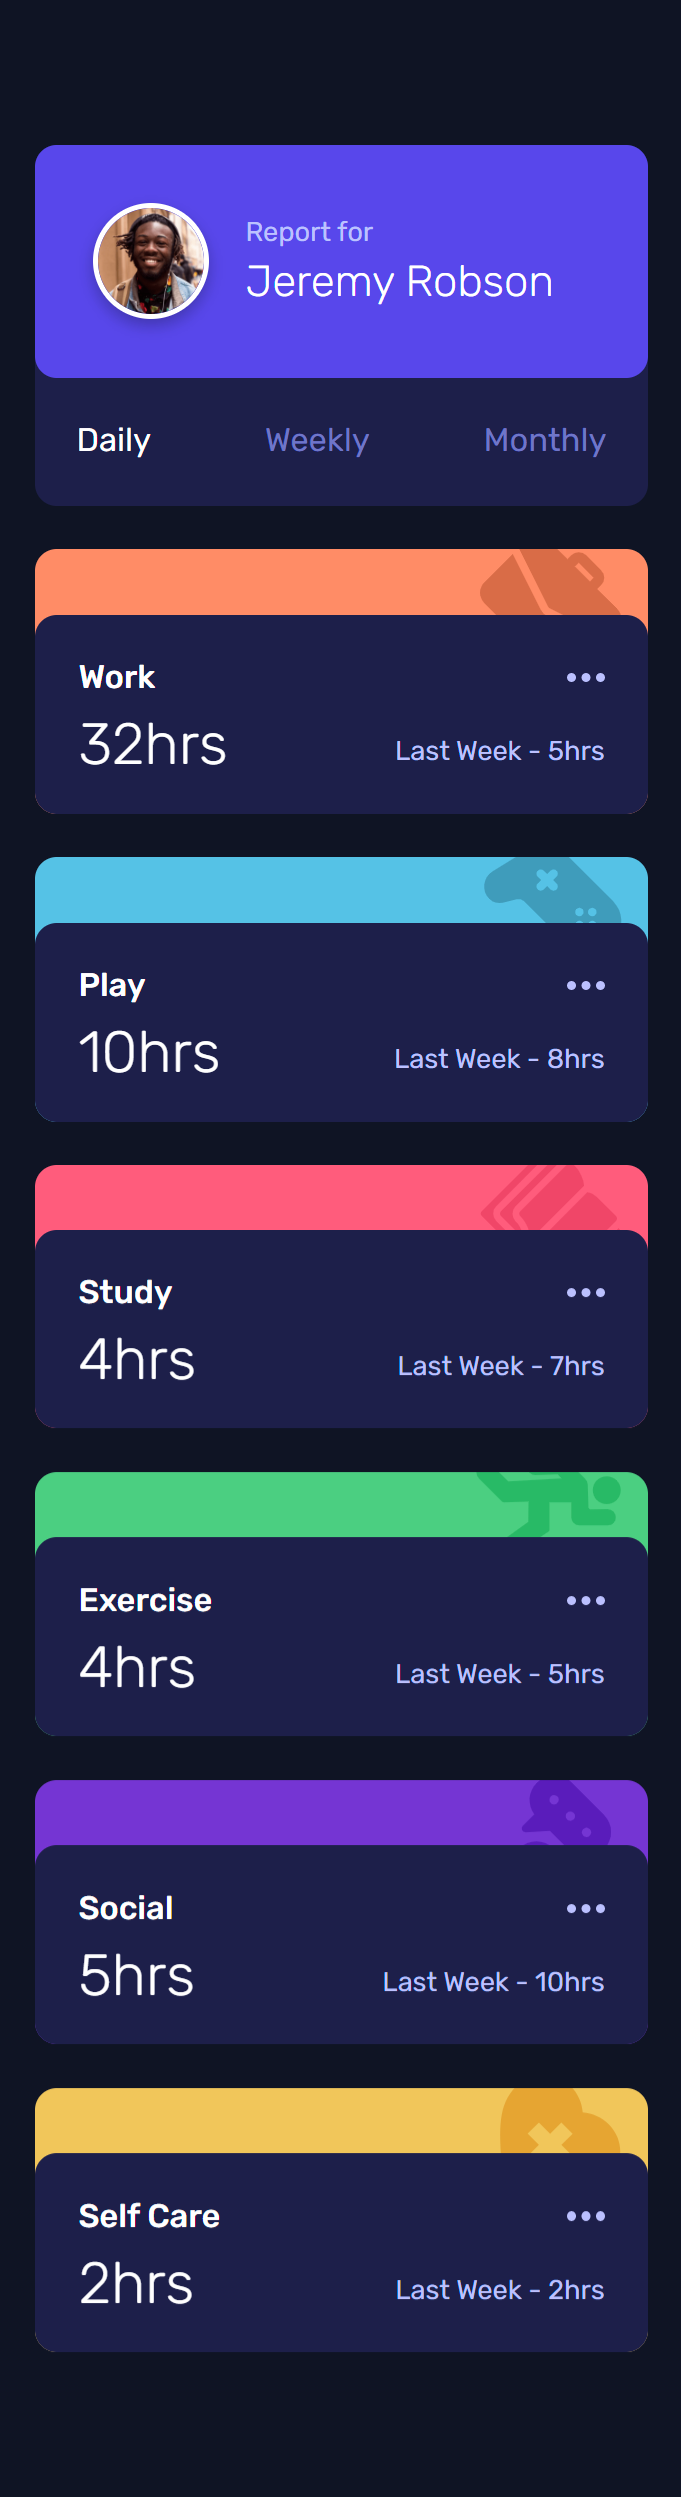 Report for
Jeremy Robson
Daily Weekly Monthly
Work
32hrs Last Week - 5hrs
Play
10hrs Last Week - 8hrs
Study
4hrs Last Week - 7hrs
Exercise
4hrs Last Week - 5hrs
Social
5hrs Last Week - 10hrs
Self Care
2hrs Last Week - 2hrs